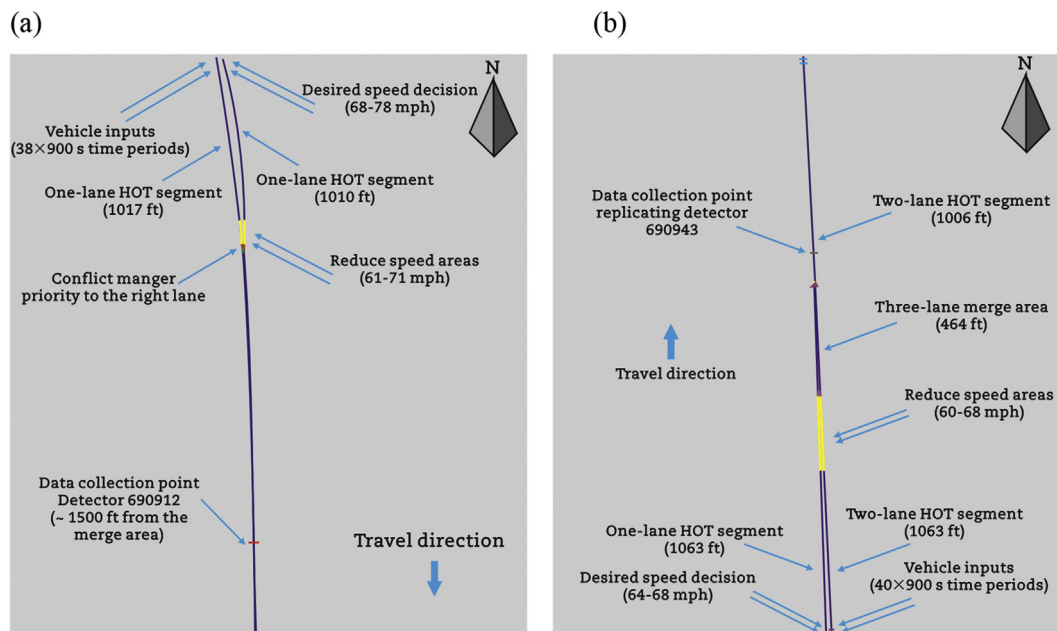 (a)
(b)
N
Desired speed decision
(68-78 mph)
Vehicle inputs
(38×900 s time periods)
One-lane HOT segment
(1017 ft)
One-lane HOT segment
(1010 ft)
Conflict manger
priority to the right lane
Reduce speed areas
(61-71 mph)
Data collection point
Detector 690912
(~ 1500 ft from the
merge area)
Travel direction
N
Data collection point
replicating detector
690943
Two-lane HOT segment
(1006 ft)
Three-lane merge area
(464 ft)
Travel direction
Reduce speed areas
(60-68 mph)
One-lane HOT segment
(1063 ft)
Two-lane HOT segment
(1063 ft)
Desired speed decision
(64-68 mph)
Vehicle inputs
(40×900 s time periods)